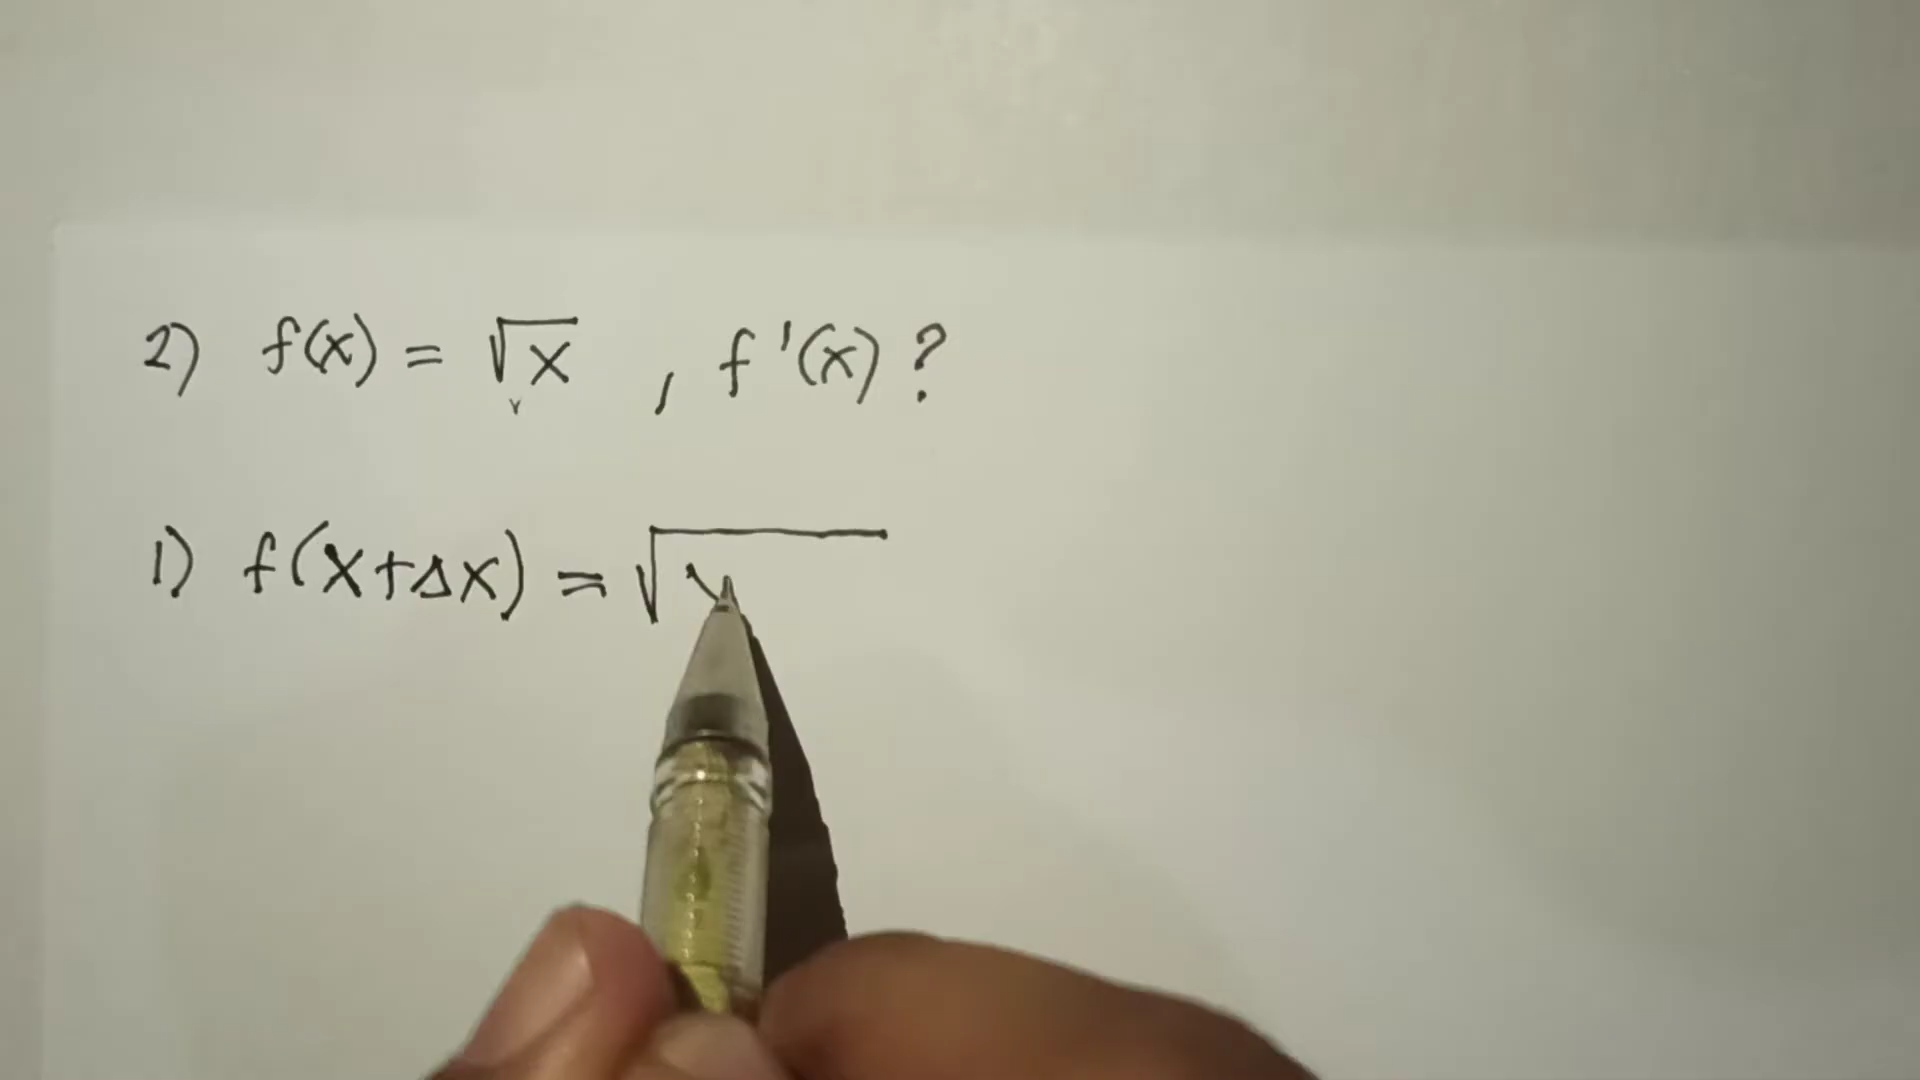 2) f(x) = √x , f'(x) ?
1) f(x+Δx) = √x